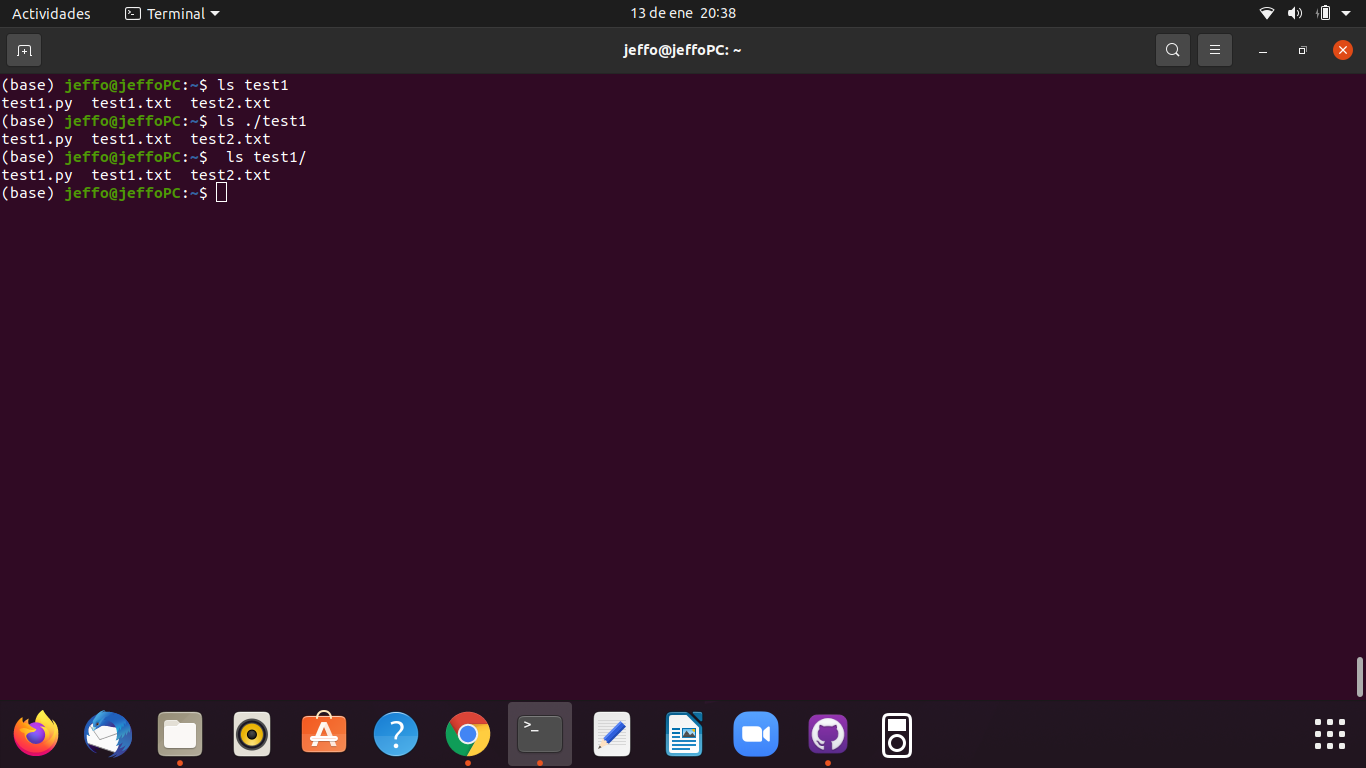 Actividades Terminal 13 de ene 20:38
jeffo@jeffoPC: ~
(base) jeffo@jeffoPC:~$ ls test1
test1.py  test1.txt  test2.txt
(base) jeffo@jeffoPC:~$ ls ./test1
test1.py  test1.txt  test2.txt
(base) jeffo@jeffoPC:~$  ls test1/
test1.py  test1.txt  test2.txt
(base) jeffo@jeffoPC:~$